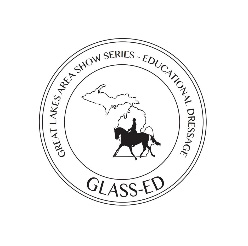 GREAT LAKES AREA SHOW SERIES - EDUCATIONAL DRESSAGE
GLASS-ED